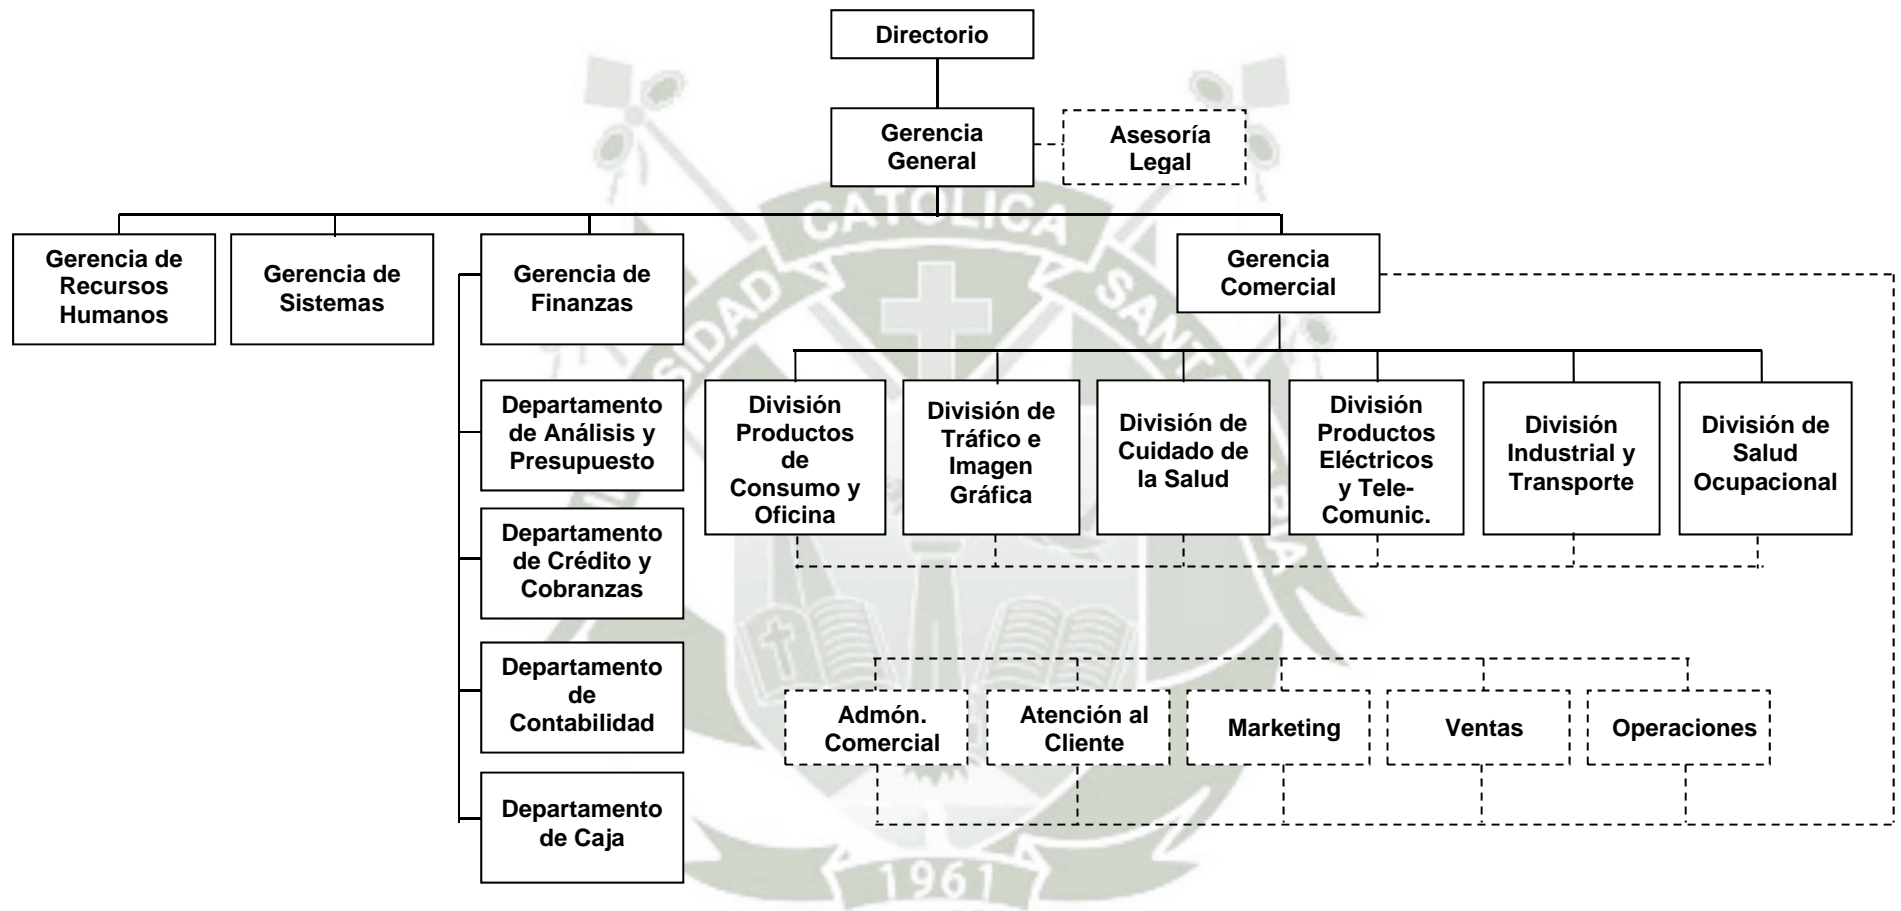 Directorio
Gerencia
General
Asesoría
Legal
Gerencia de
Recursos
Humanos
Gerencia de
Sistemas
Gerencia de
Finanzas
Gerencia
Comercial
Departamento
de Análisis y
Presupuesto
Departamento
de Crédito y
Cobranzas
Departamento
de
Contabilidad
Departamento
de Caja
División
Productos
de
Consumo y
Oficina
División de
Tráfico e
Imagen
Gráfica
División de
Cuidado de
la Salud
División
Productos
Eléctricos
y Tele-
Comunic.
División
Industrial y
Transporte
División de
Salud
Ocupacional
Admón.
Comercial
Atención al
Cliente
Marketing
Ventas
Operaciones
CATOLICA
1961